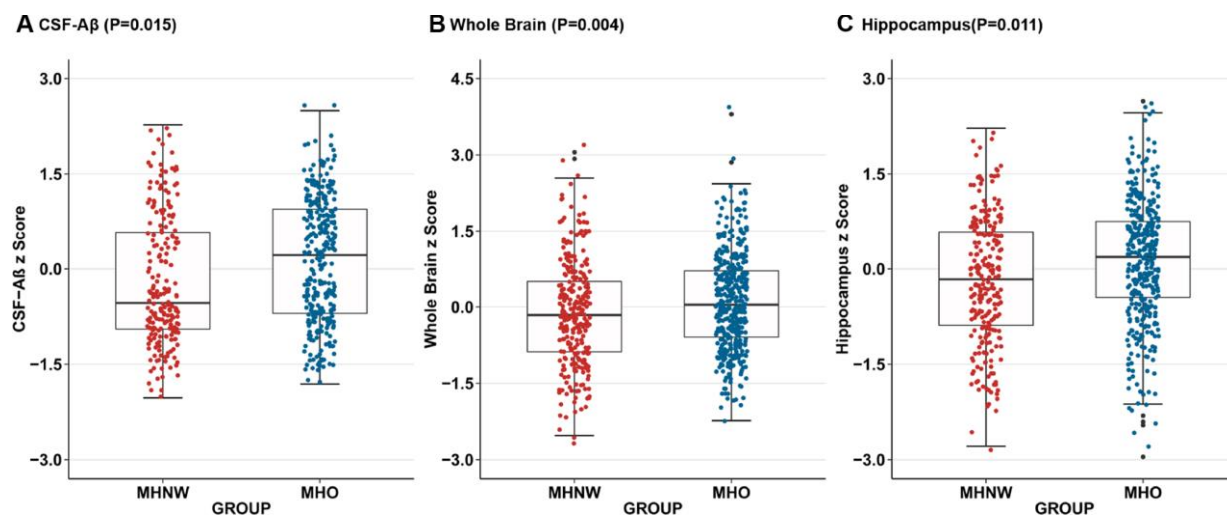 A CSF-Aβ (P=0.015)
CSF−Aβ z Score
3.0
1.5
0.0
−1.5
−3.0
MHNW MHO
GROUP
B Whole Brain (P=0.004)
Whole Brain z Score
4.5
3.0
1.5
0.0
−1.5
−3.0
MHNW MHO
GROUP
C Hippocampus(P=0.011)
Hippocampus z Score
3.0
1.5
0.0
−1.5
−3.0
MHNW MHO
GROUP